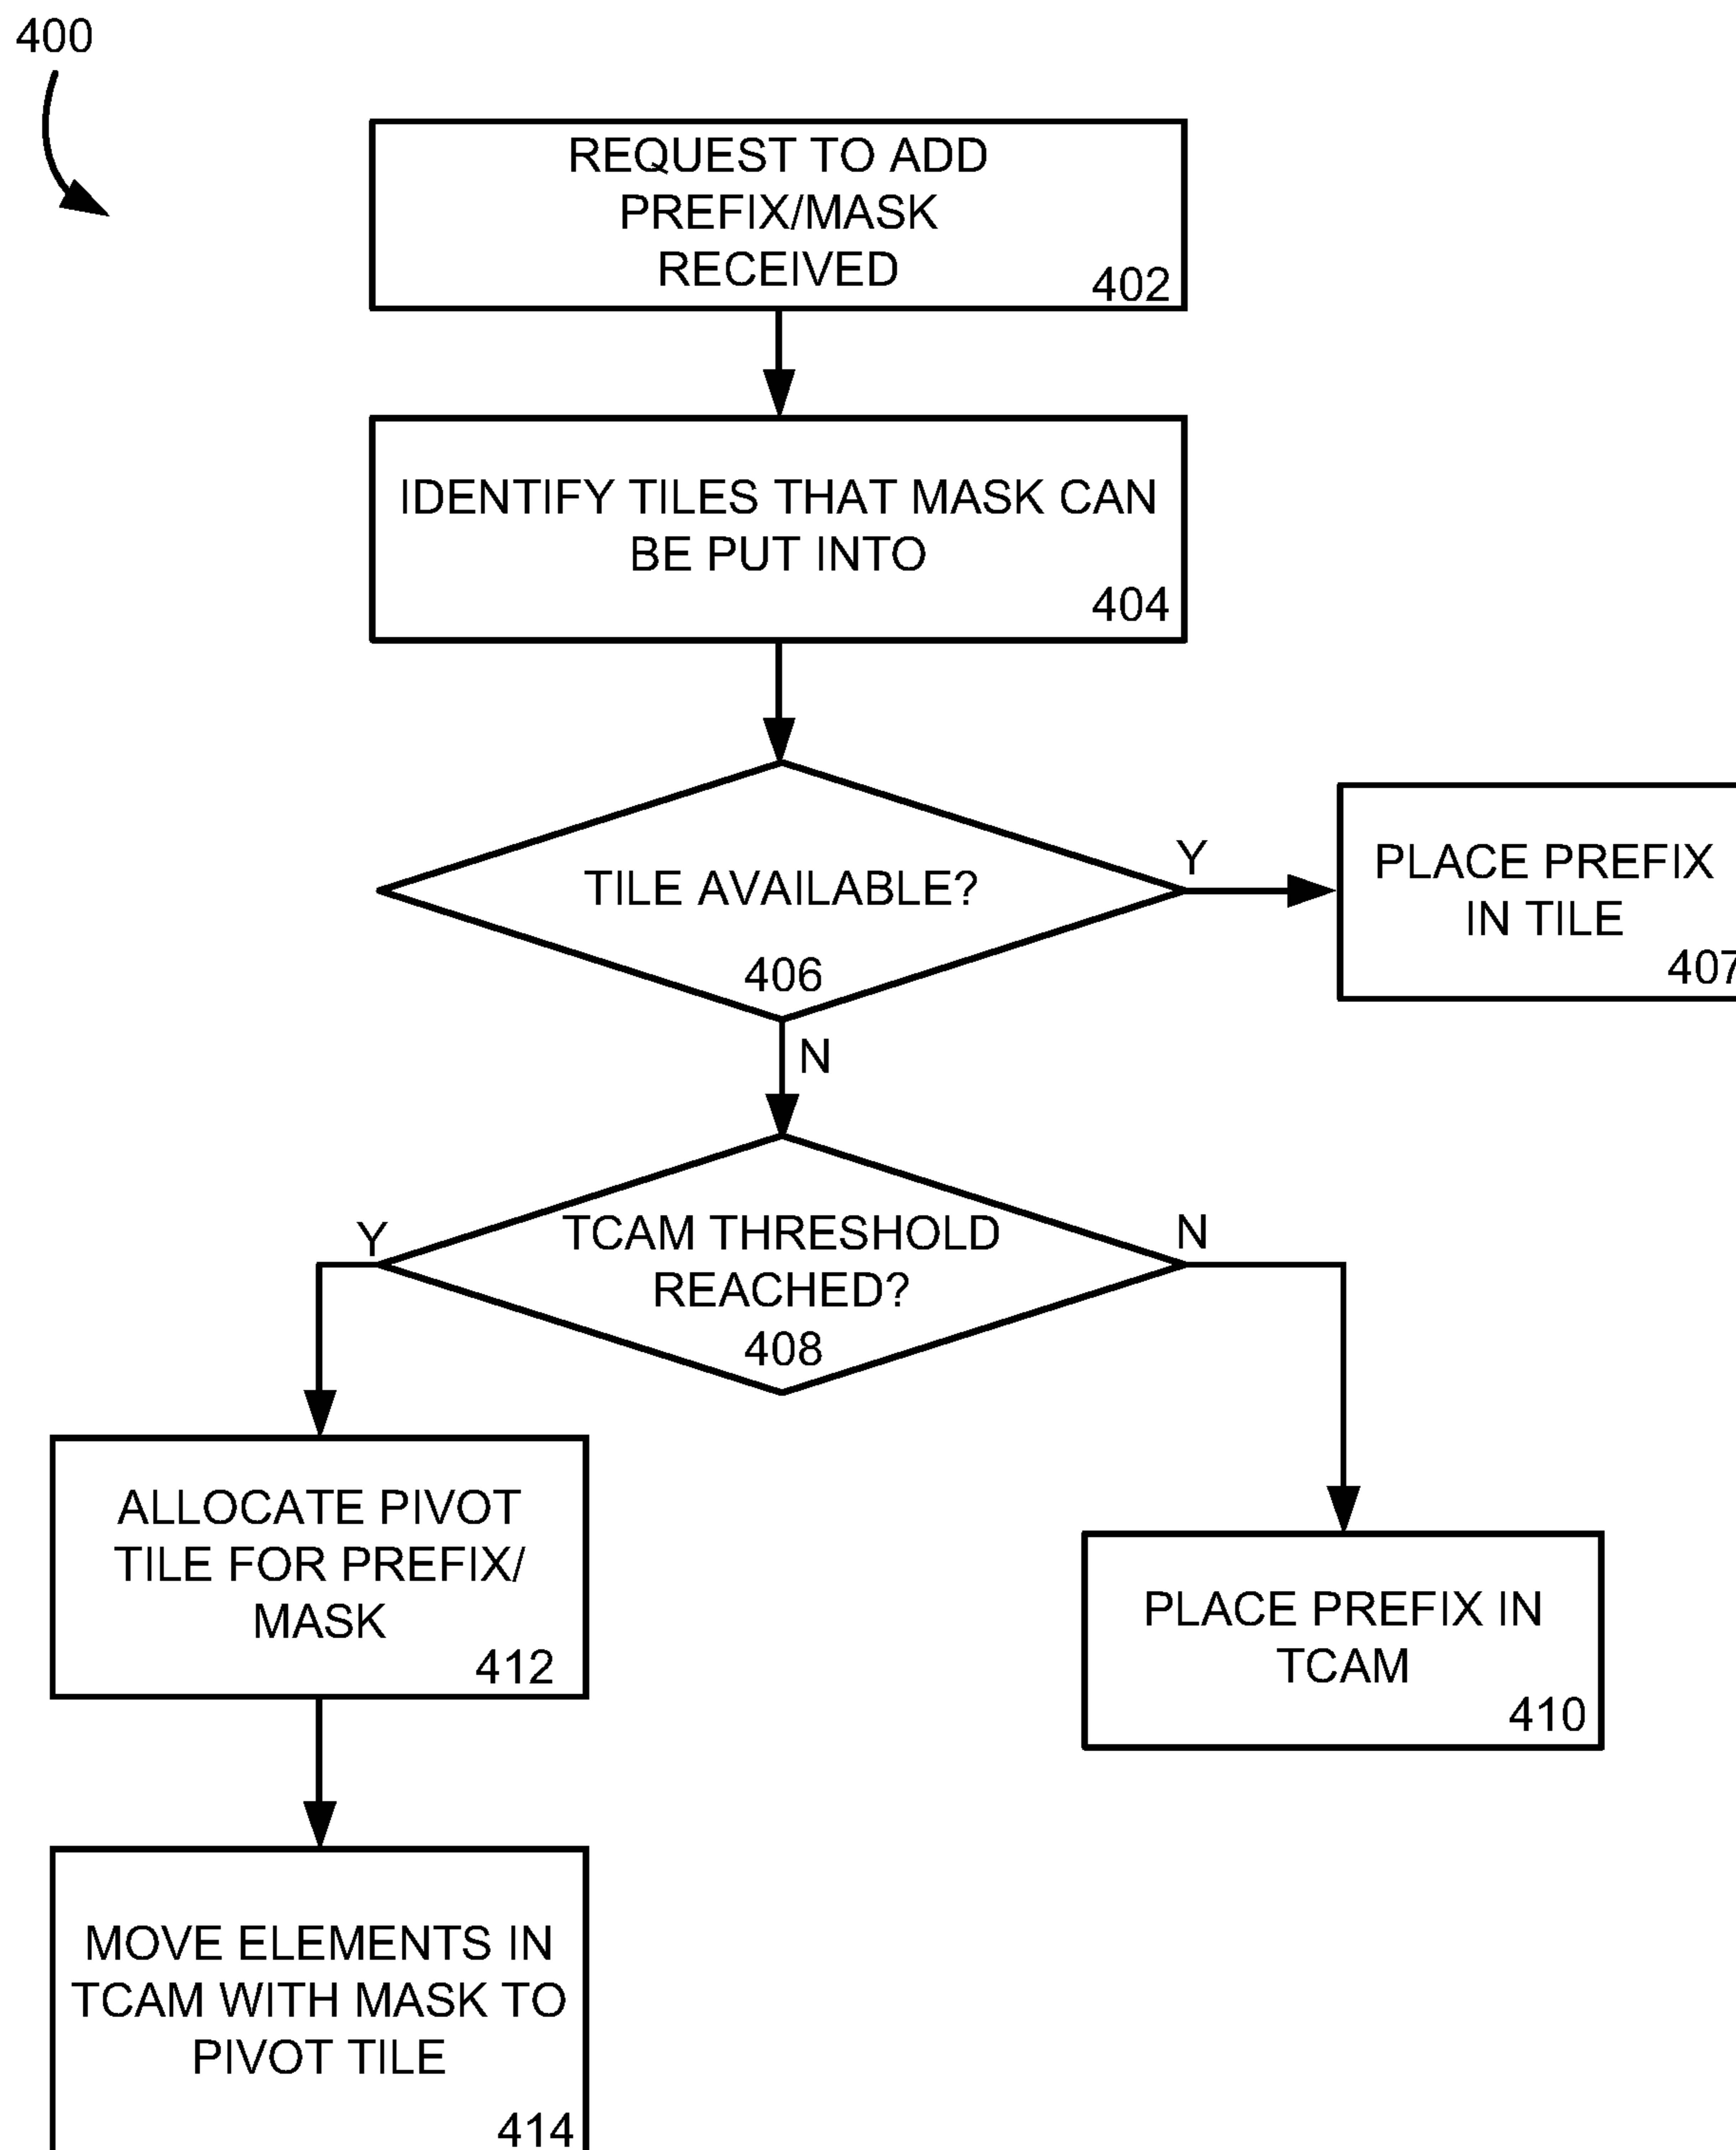 400
REQUEST TO ADD
PREFIX/MASK
RECEIVED
402
IDENTIFY TILES THAT MASK CAN
BE PUT INTO
404
TILE AVAILABLE?
406
Y
PLACE PREFIX
IN TILE
407
N
TCAM THRESHOLD
REACHED?
408
Y
N
ALLOCATE PIVOT
TILE FOR PREFIX/
MASK
412
PLACE PREFIX IN
TCAM
410
MOVE ELEMENTS IN
TCAM WITH MASK TO
PIVOT TILE
414